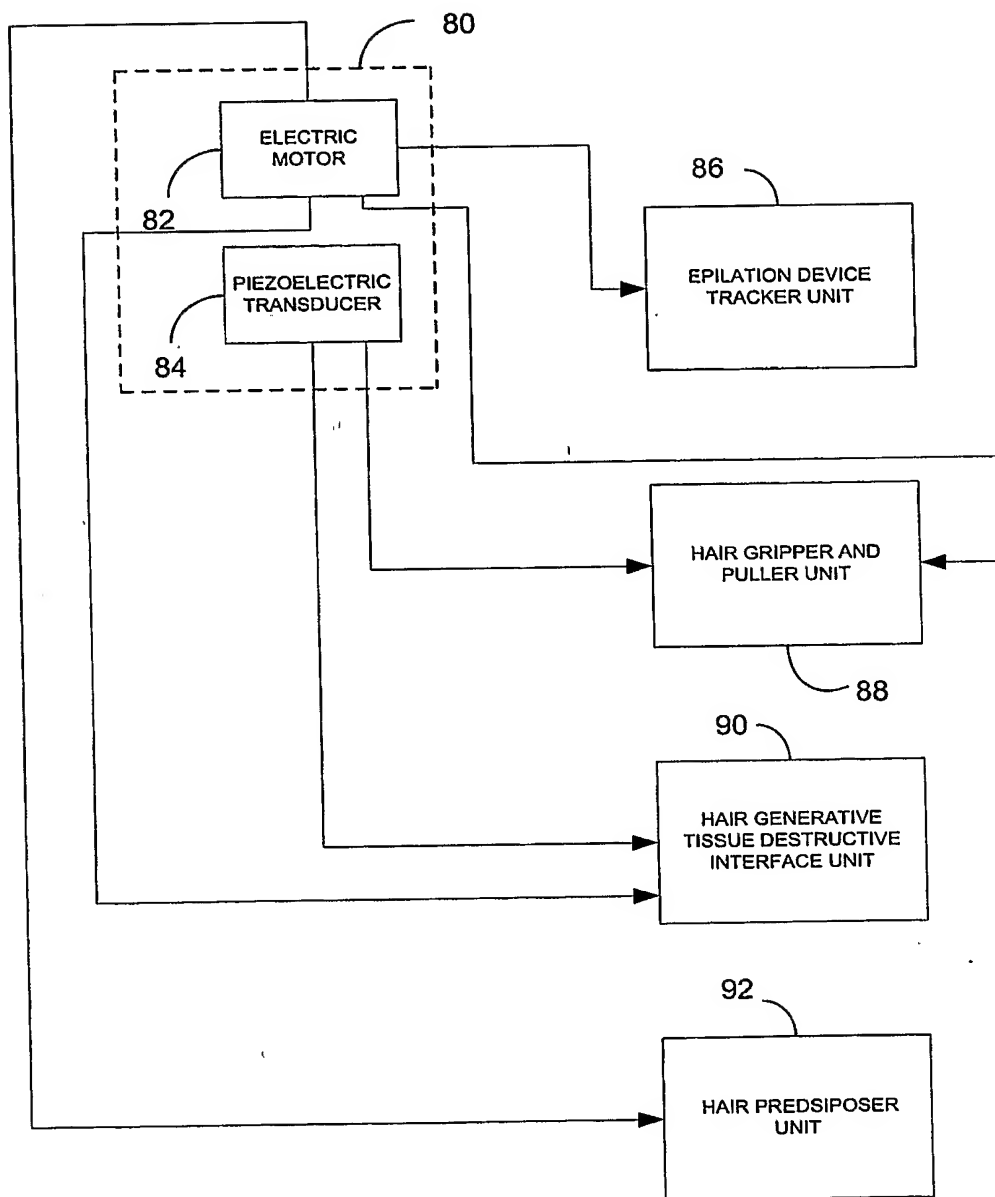 80
ELECTRIC
MOTOR
82
86
EPILATION DEVICE
TRACKER UNIT
PIEZOELECTRIC
TRANSDUCER
84
HAIR GRIPPER AND
PULLER UNIT
88
90
HAIR GENERATIVE
TISSUE DESTRUCTIVE
INTERFACE UNIT
92
HAIR PREDSIPOSER
UNIT